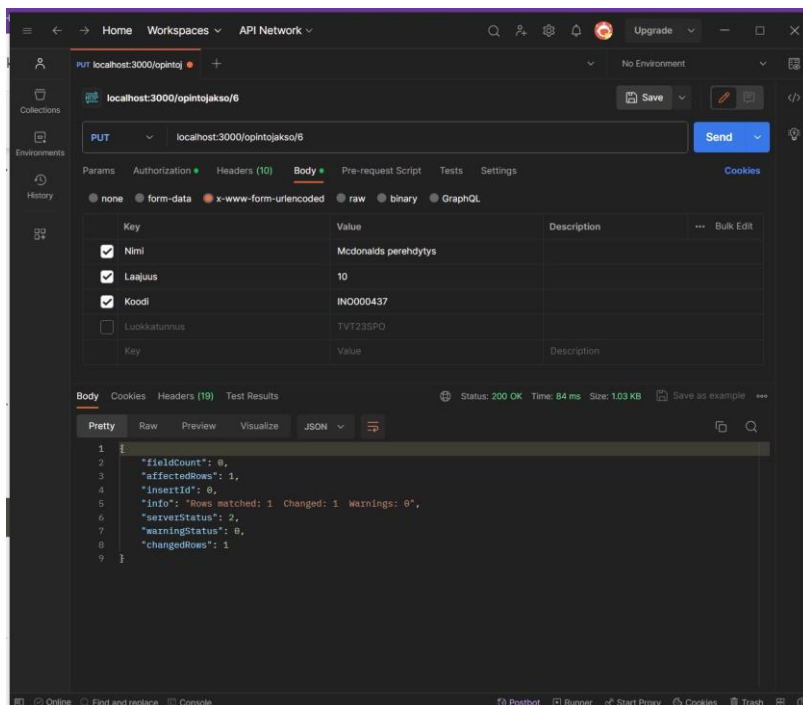 Home Workspaces API Network Upgrade
PUT localhost:3000/opintoj No Environment
localhost:3000/opintojakso/6 Save
Collections
PUT localhost:3000/opintojakso/6 Send
Environments
Params Authorization Headers (10) Body Pre-request Script Tests Settings Cookies
History
none form-data x-www-form-urlencoded raw binary GraphQL
Key Value Description Bulk Edit
Nimi Mcdonalds perehdytys
Laajuus 10
Koodi INO000437
Luokkatunnus TVT23SPO
Key Value Description
Body Cookies Headers (19) Test Results Status: 200 OK Time: 84 ms Size: 1.03 KB Save as example
Pretty Raw Preview Visualize JSON
1 {
2 "fieldCount": 0,
3 "affectedRows": 1,
4 "insertId": 0,
5 "info": "Rows matched: 1 Changed: 1 Warnings: 0",
6 "serverStatus": 2,
7 "warningStatus": 0,
8 "changedRows": 1
9 }
Online Find and replace Console Postbot Runner Start Proxy Cookies Trash